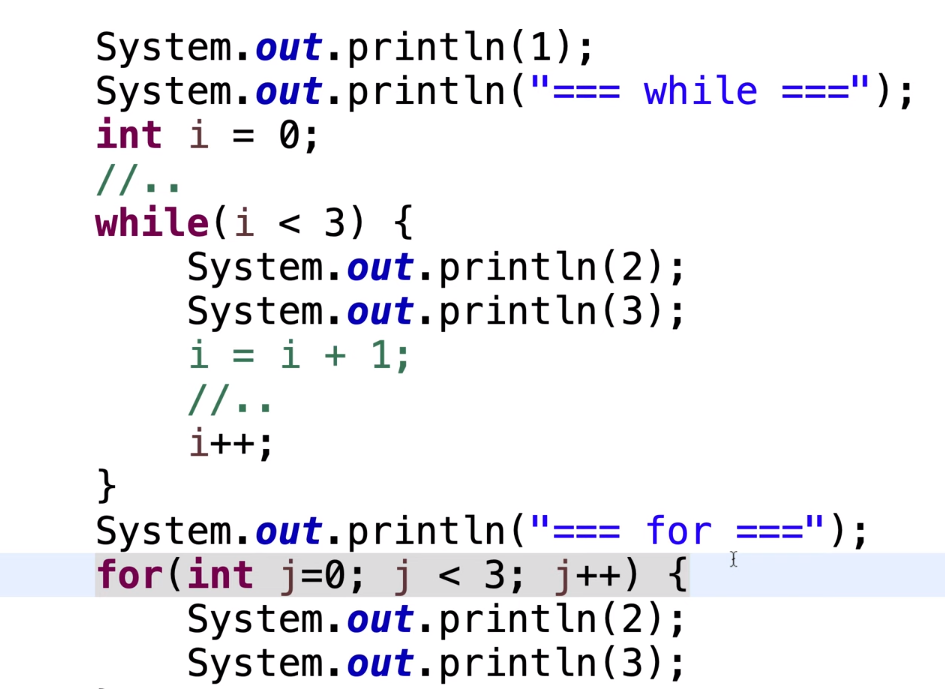 System.out.println(1);
System.out.println("=== while ===");
int i = 0;
//..
while(i < 3) {
System.out.println(2);
System.out.println(3);
i = i + 1;
//..
i++;
}
System.out.println("=== for ===");
for(int j=0; j < 3; j++) {
System.out.println(2);
System.out.println(3);